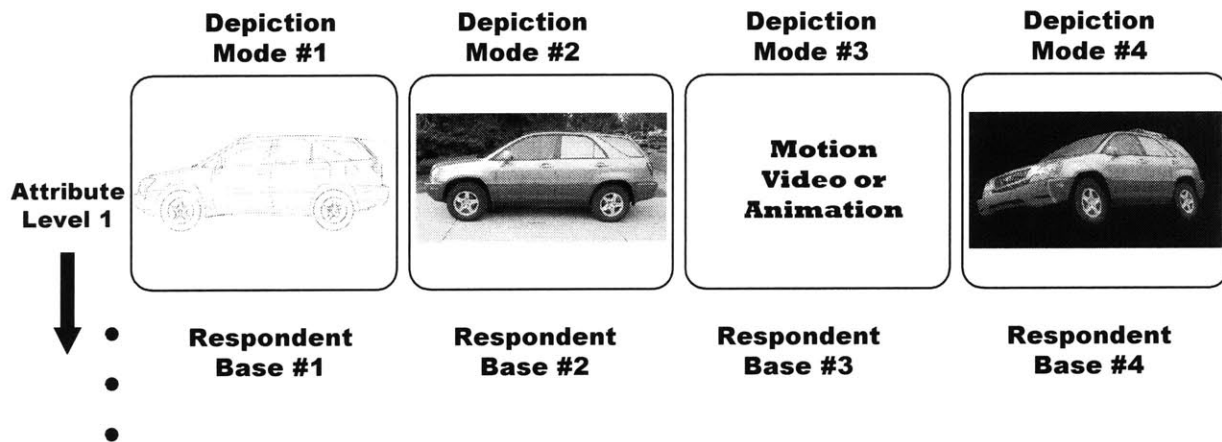 Depiction
Mode #1
Depiction
Mode #2
Depiction
Mode #3
Depiction
Mode #4
Attribute
Level 1
Motion
Video or
Animation
Respondent
Base #1
Respondent
Base #2
Respondent
Base #3
Respondent
Base #4